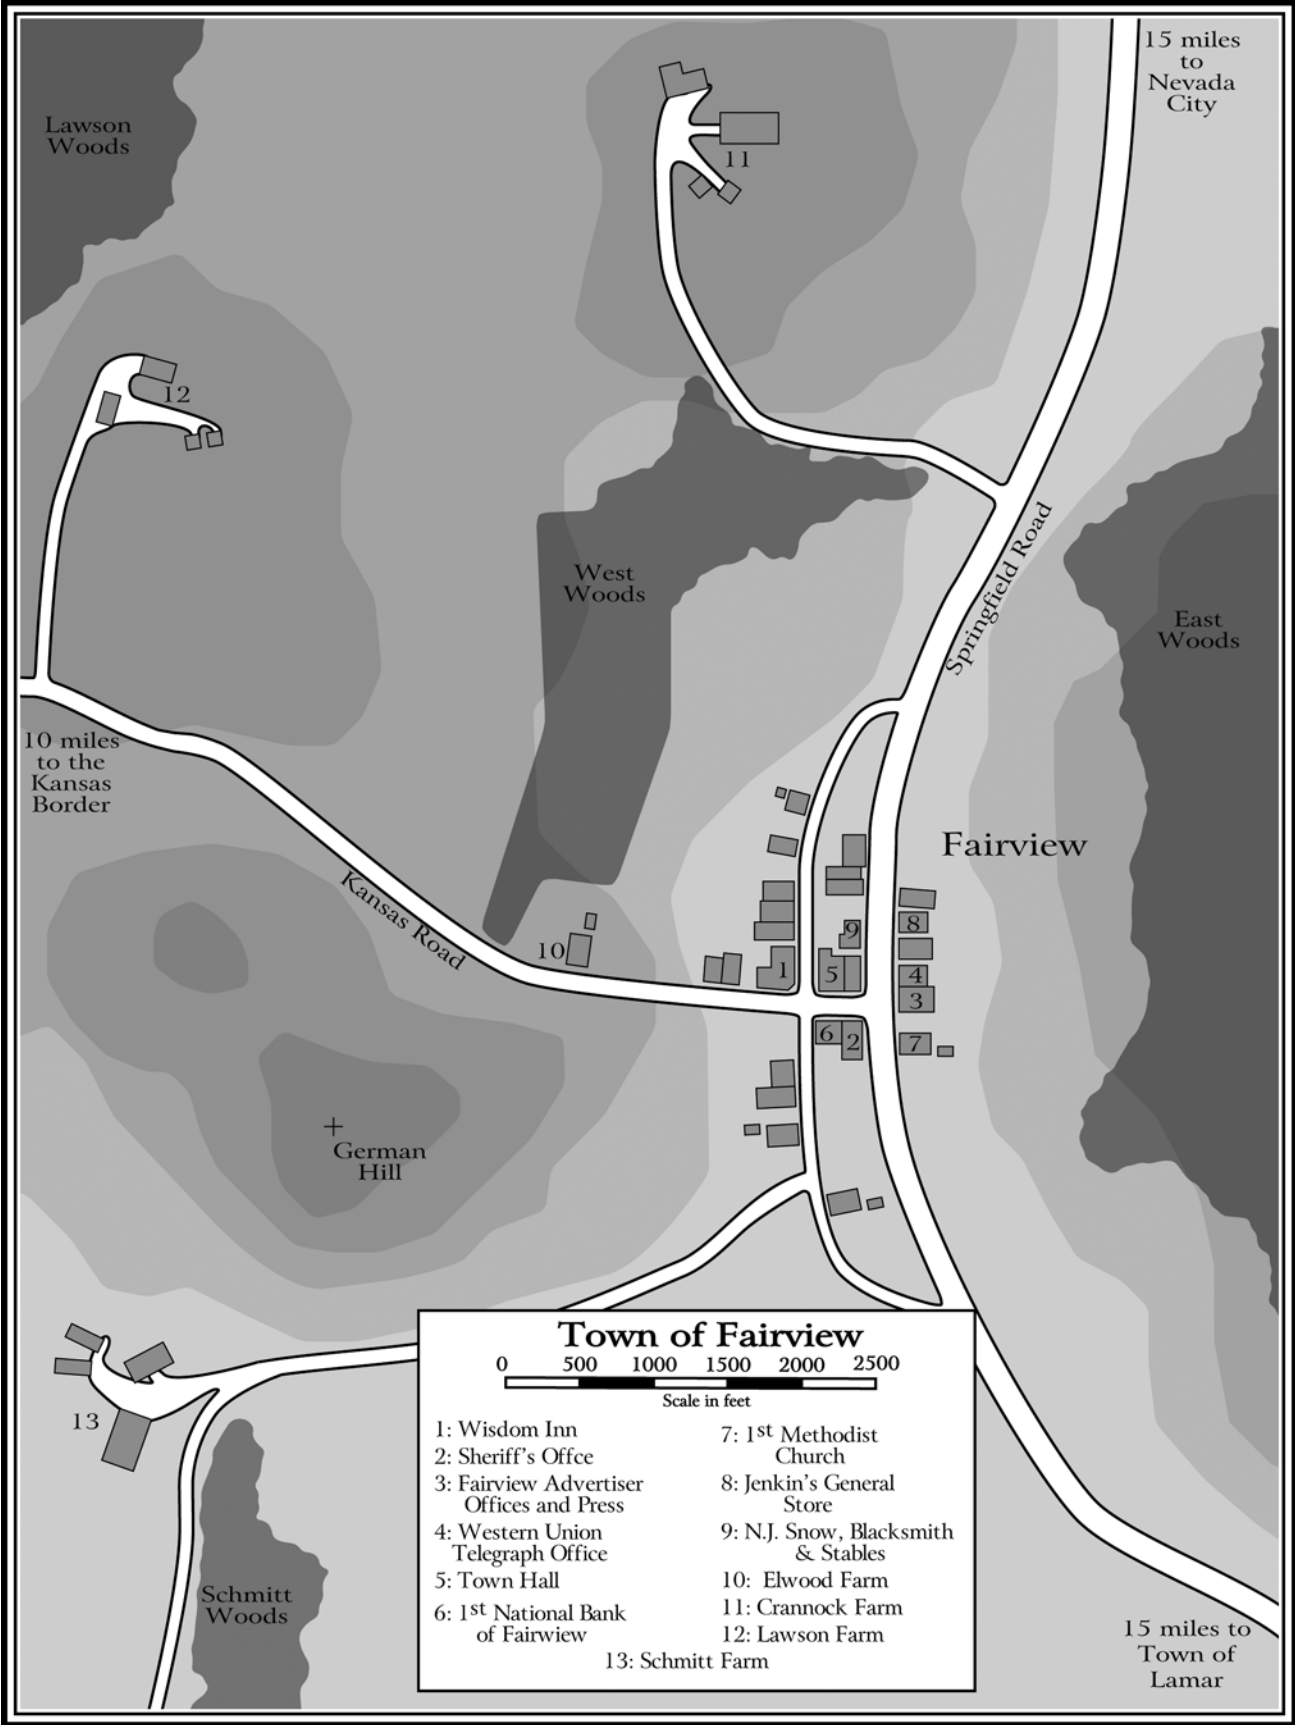 15 miles
to
Nevada
City
Lawson
Woods
11
12
West
Woods
Springfield Road
East
Woods
10 miles
to the
Kansas
Border
Fairview
Kansas Road
10
9
8
1
5
4
3
6
2
7
German
Hill
13
Schmitt
Woods
Town of Fairview
0 500 1000 1500 2000 2500
Scale in feet
1: Wisdom Inn
2: Sheriff's Offce
3: Fairview Advertiser
Offices and Press
4: Western Union
Telegraph Office
5: Town Hall
6: 1st National Bank
of Fairwiew
7: 1st Methodist
Church
8: Jenkin's General
Store
9: N.J. Snow, Blacksmith
& Stables
10: Elwood Farm
11: Crannock Farm
12: Lawson Farm
13: Schmitt Farm
15 miles to
Town of
Lamar